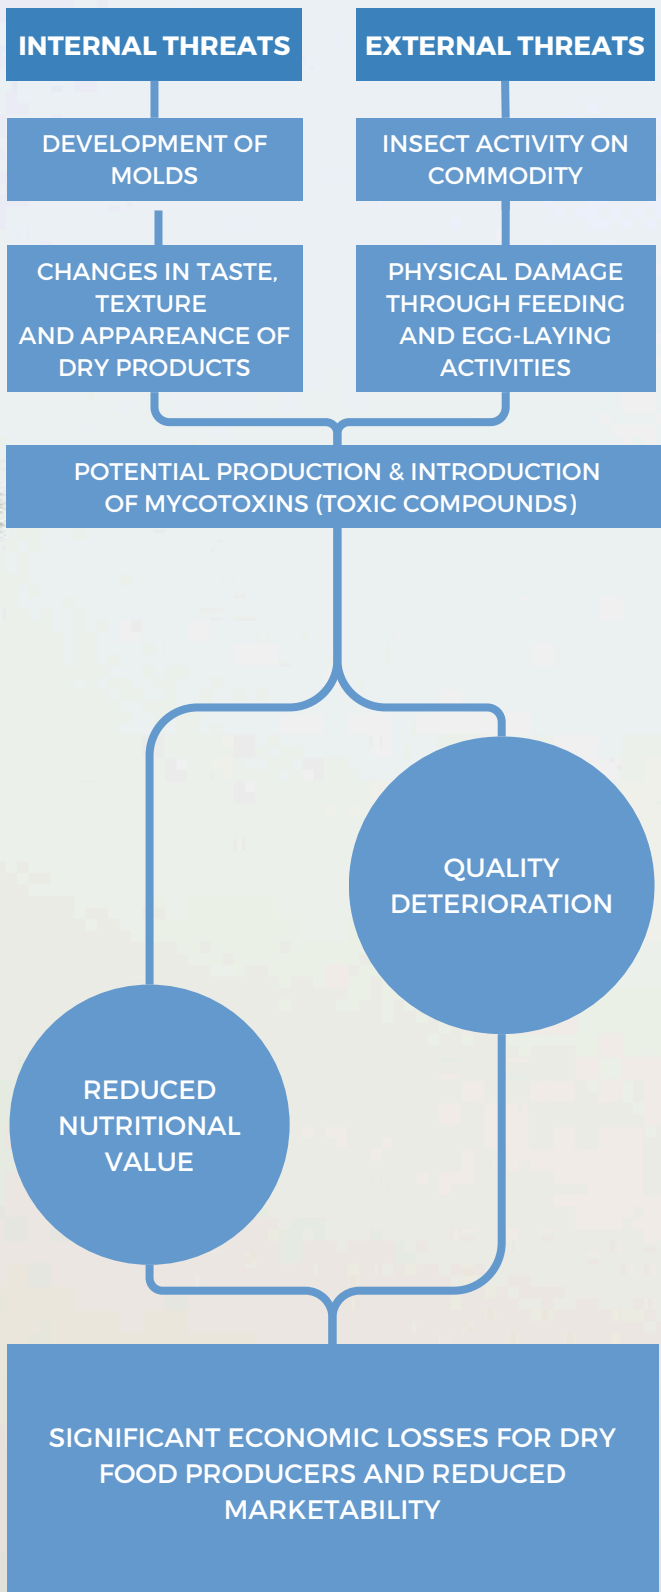 INTERNAL THREATS
EXTERNAL THREATS
DEVELOPMENT OF
MOLDS
INSECT ACTIVITY ON
COMMODITY
CHANGES IN TASTE,
TEXTURE
AND APPAREANCE OF
DRY PRODUCTS
PHYSICAL DAMAGE
THROUGH FEEDING
AND EGG-LAYING
ACTIVITIES
POTENTIAL PRODUCTION & INTRODUCTION
OF MYCOTOXINS (TOXIC COMPOUNDS)
QUALITY
DETERIORATION
REDUCED
NUTRITIONAL
VALUE
SIGNIFICANT ECONOMIC LOSSES FOR DRY
FOOD PRODUCERS AND REDUCED
MARKETABILITY